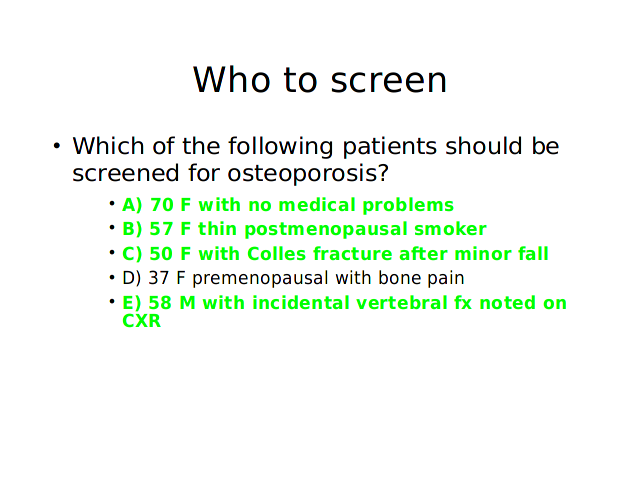 Who to screen
• Which of the following patients should be
screened for osteoporosis?
• A) 70 F with no medical problems
• B) 57 F thin postmenopausal smoker
• C) 50 F with Colles fracture after minor fall
• D) 37 F premenopausal with bone pain
• E) 58 M with incidental vertebral fx noted on
CXR